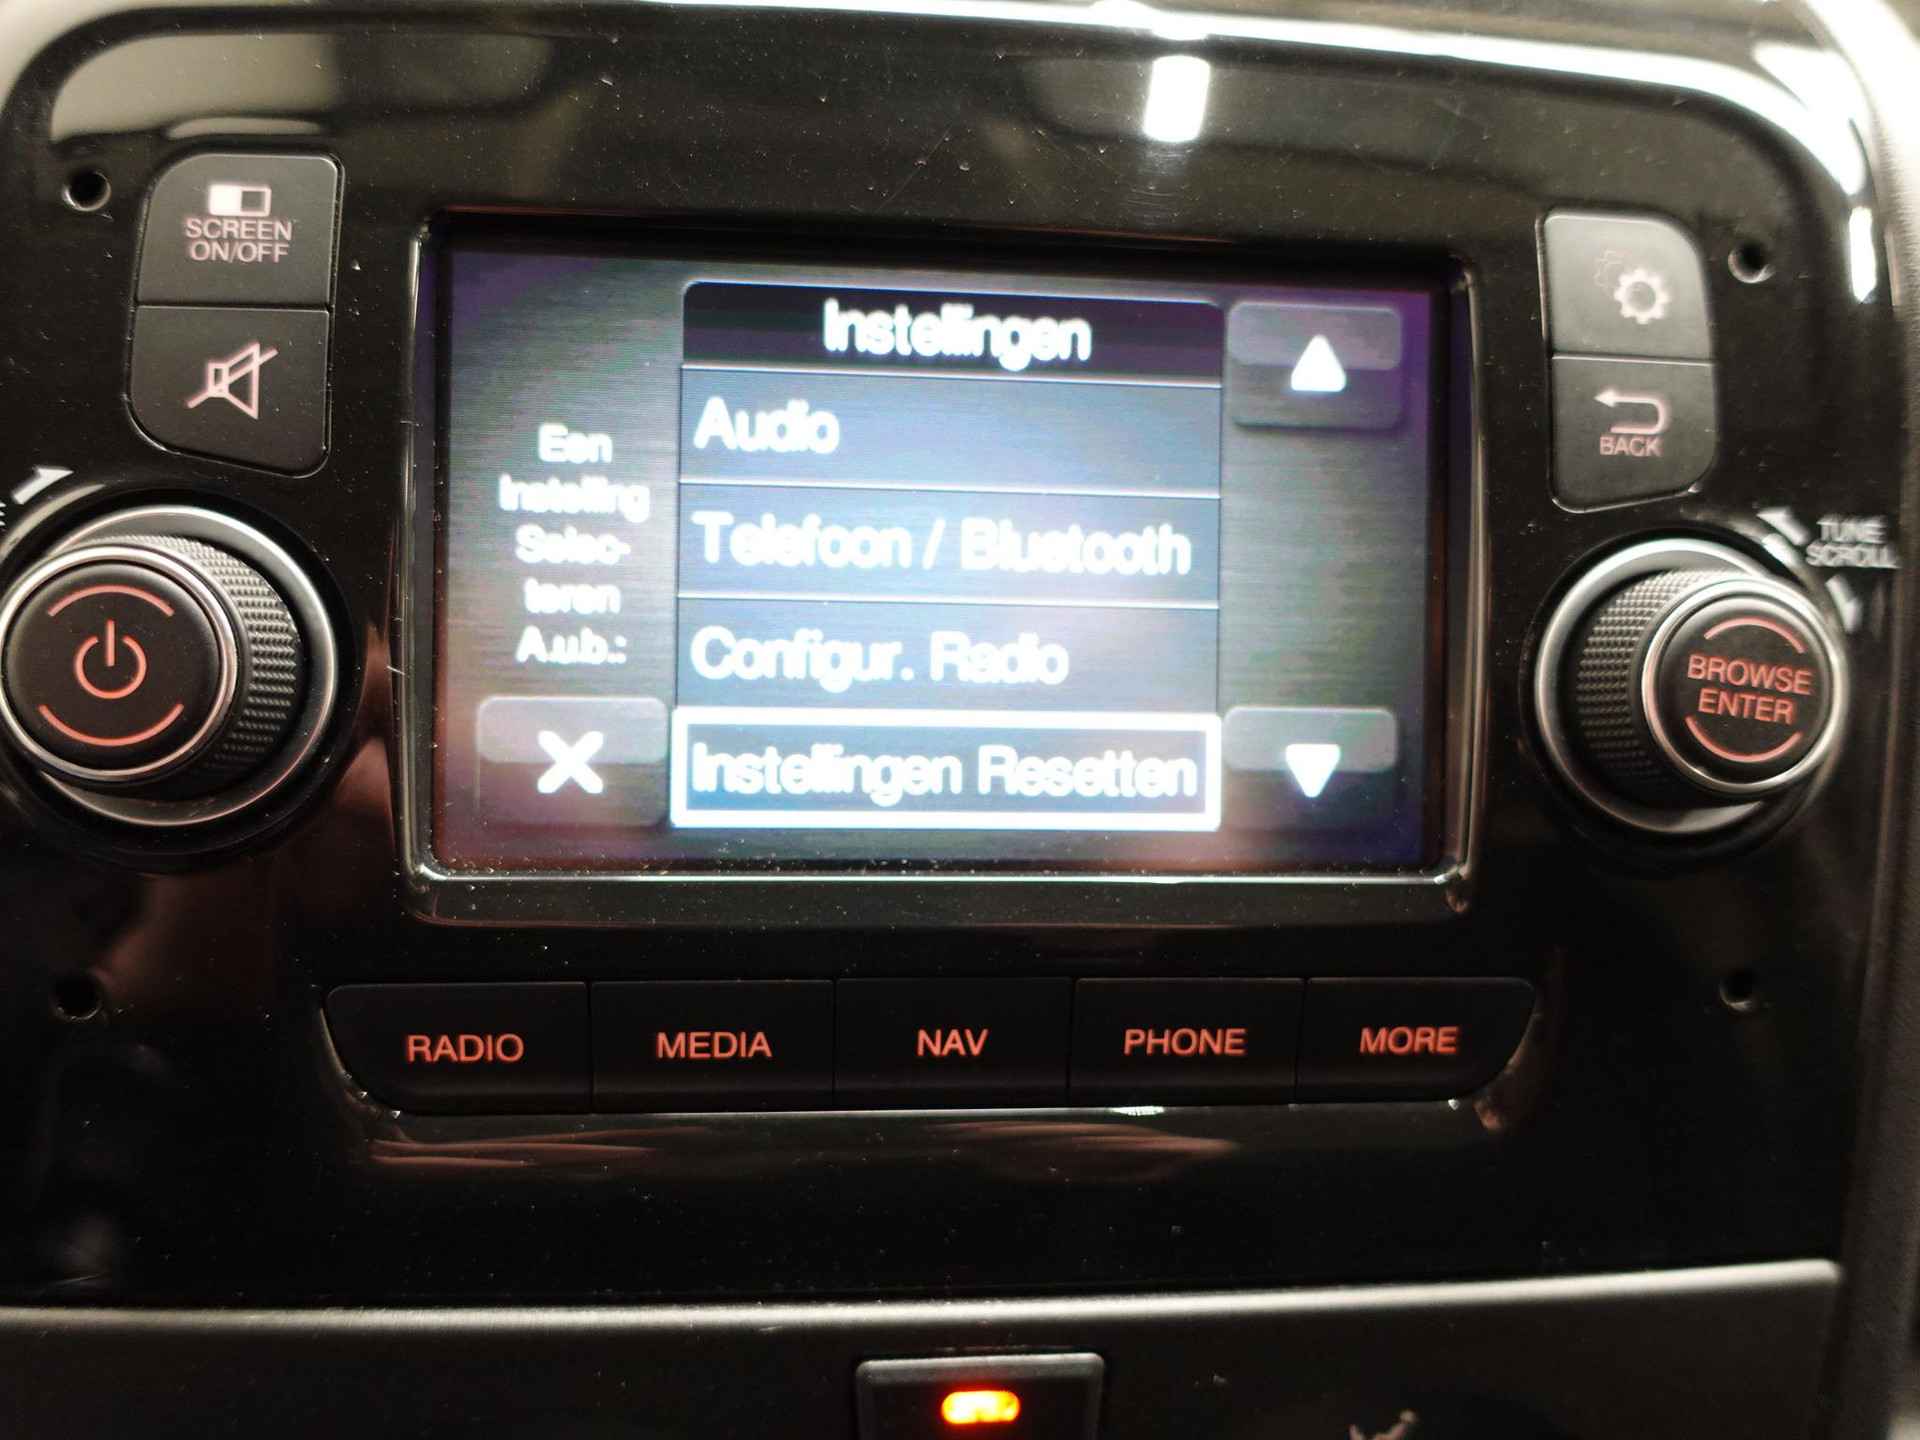 SCREEN
ON/OFF
Instellingen
Audio
Telefoon / Bluetooth
Configur. Radio
Instellingen Resetten
Een
Instelling
Selec-
teren
A.u.b.:
BACK
TUNE
SCROLL
BROWSE
ENTER
RADIO
MEDIA
NAV
PHONE
MORE